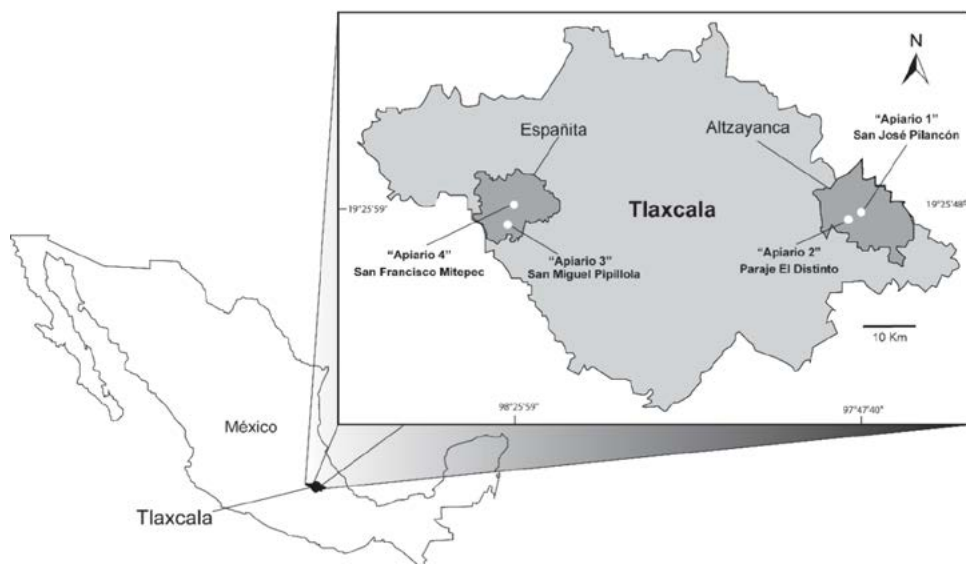 N
"Apiario 1"
San José Pilancón
Españita
Altzayanca
19°25'59"
Tlaxcala
19°25'48"
"Apiario 4"
San Francisco Mitepec
"Apiario 3"
San Miguel Pipillola
"Apiario 2"
Paraje El Distinto
10 Km
98°25'59"
97°47'40"
México
Tlaxcala